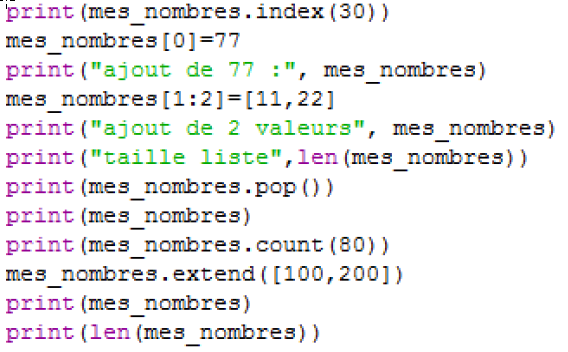 print(mes_nombres.index(30))
mes_nombres[0]=77
print("ajout de 77 :", mes_nombres)
mes_nombres[1:2]=[11,22]
print("ajout de 2 valeurs", mes_nombres)
print("taille liste",len(mes_nombres))
print(mes_nombres.pop())
print(mes_nombres)
print(mes_nombres.count(80))
mes_nombres.extend([100,200])
print(mes_nombres)
print(len(mes_nombres))